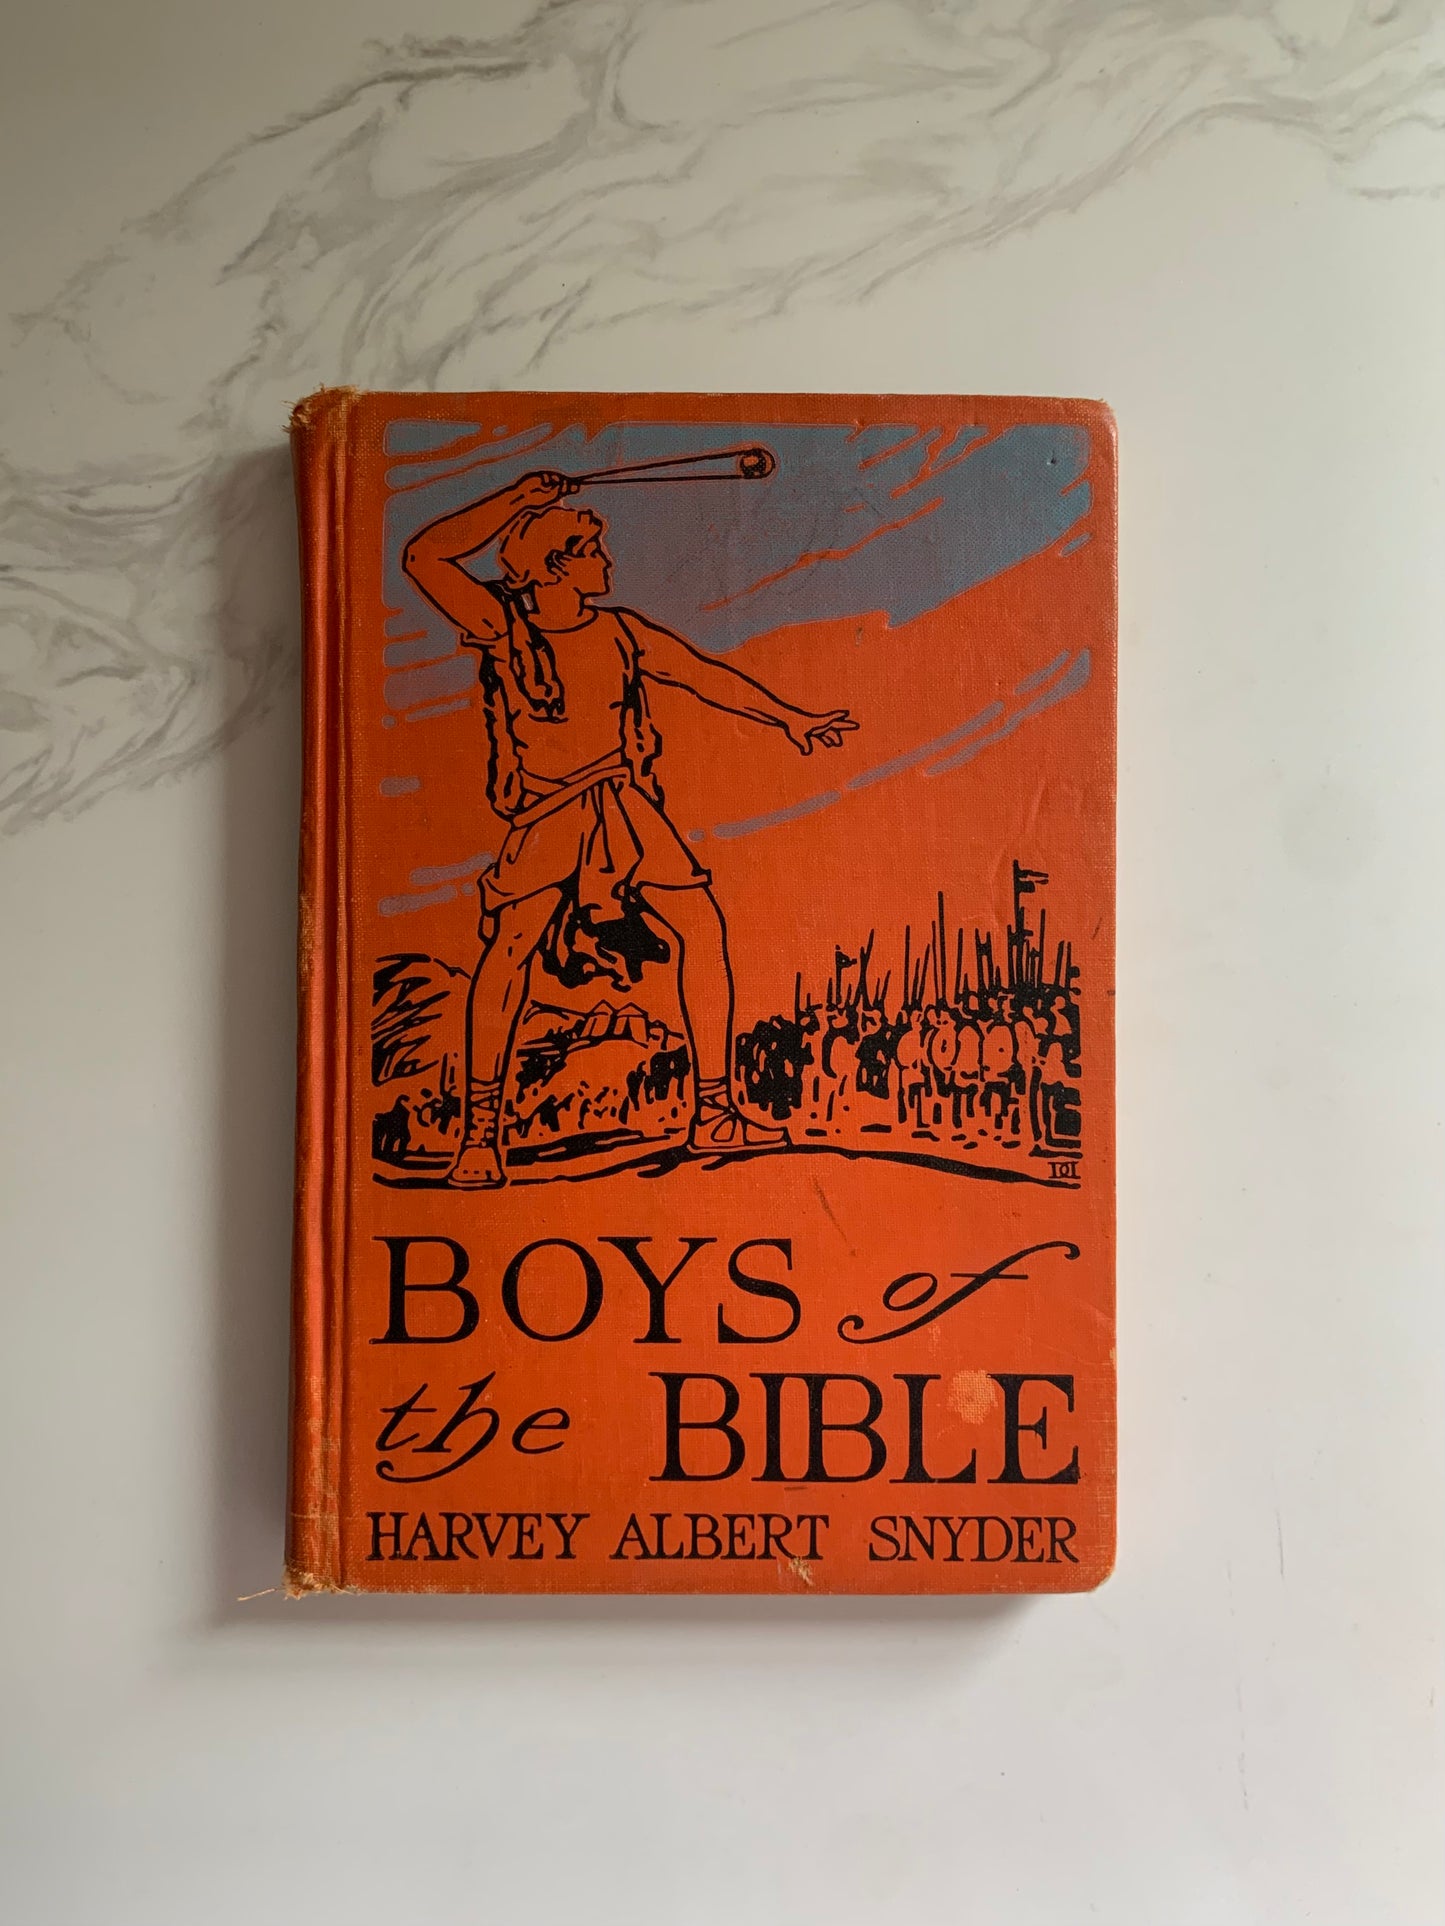 BOYS of
the BIBLE
HARVEY ALBERT SNYDER